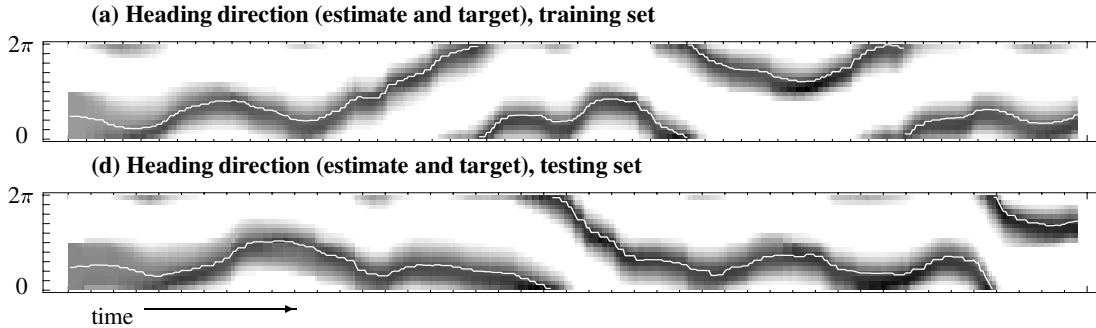 (a) Heading direction (estimate and target), training set
2π
0
(d) Heading direction (estimate and target), testing set
2π
0
time